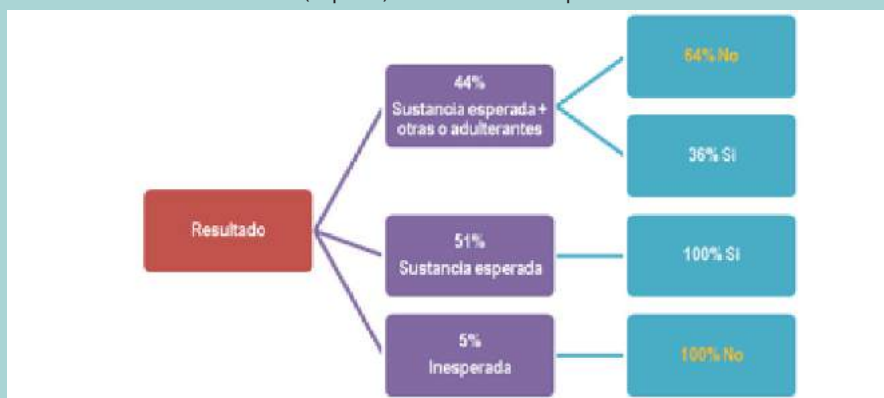 44%
Sustancia esperada +
otras o adulterantes
64% No
36% Si
Resultado
51%
Sustancia esperada
100% Si
5%
Inesperada
100% No